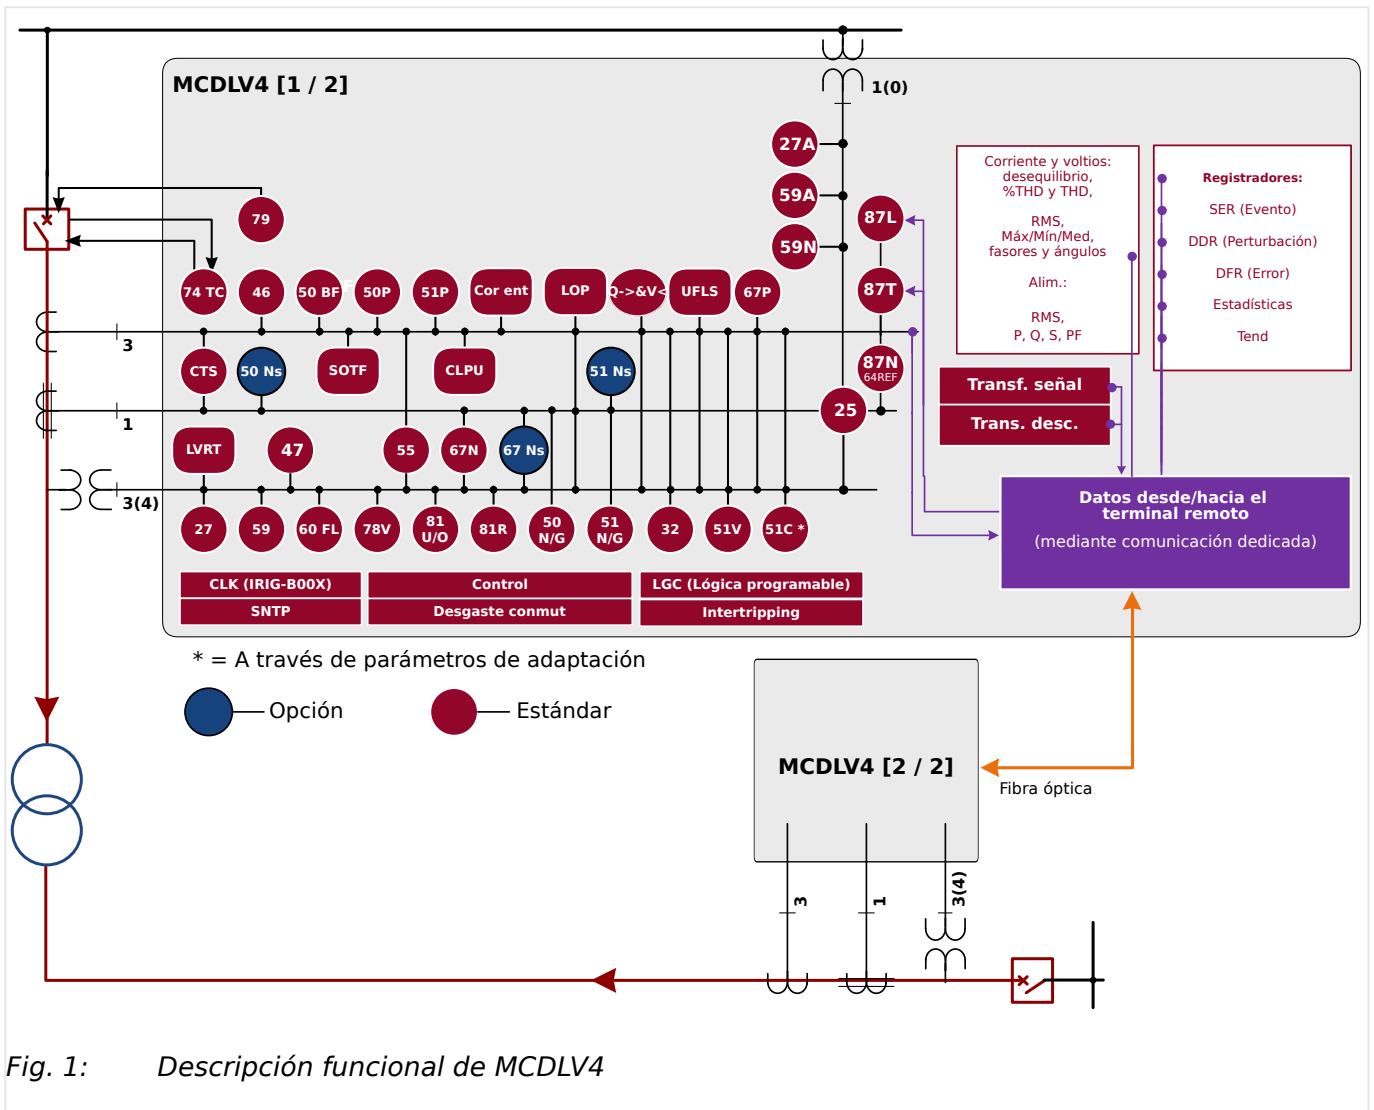 MCDLV4 [1 / 2]
1(0)
27A
59A
59N
87L
87T
87N
64REF
25
79
74 TC
46
50 BF
50P
51P
Cor ent
LOP
Q->&V<
UFLS
67P
3
CTS
50 Ns
SOTF
CLPU
51 Ns
1
LVRT
47
55
67N
67 Ns
3(4)
27
59
60 FL
78V
81
U/O
81R
50
N/G
51
N/G
32
51V
51C *
Corriente y voltios:
desequilibrio,
%THD y THD,
RMS,
Máx/Mín/Med,
fasores y ángulos
Alim.:
RMS,
P, Q, S, PF
Registradores:
SER (Evento)
DDR (Perturbación)
DFR (Error)
Estadísticas
Tend
Transf. señal
Trans. desc.
Datos desde/hacia el
terminal remoto
(mediante comunicación dedicada)
CLK (IRIG-B00X)
Control
LGC (Lógica programable)
SNTP
Desgaste conmut
Intertripping
* = A través de parámetros de adaptación
Opción
Estándar
MCDLV4 [2 / 2]
Fibra óptica
3
1
3(4)
Fig. 1: Descripción funcional de MCDLV4